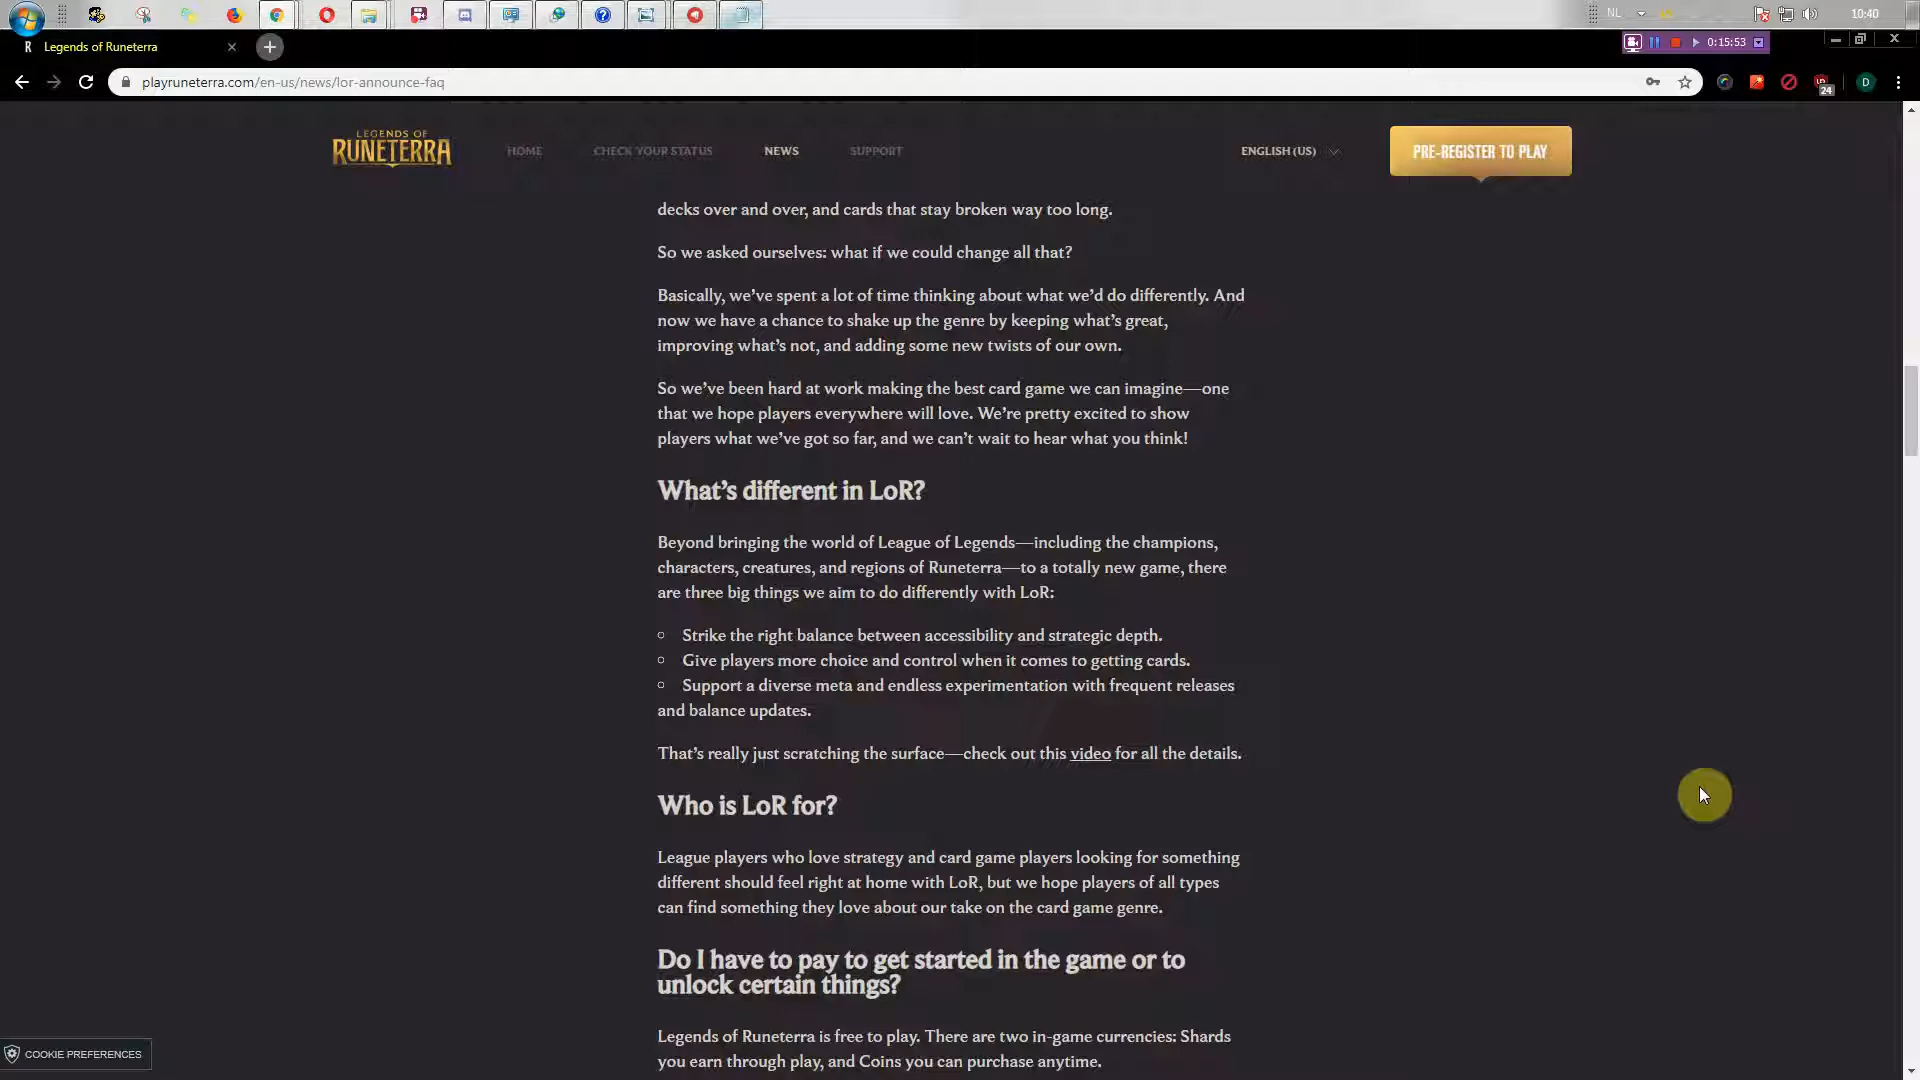 NL
10:40
Legends of Runeterra
0:15:53
playruneterra.com/en-us/news/lor-announce-faq
24
D
LEGENDS OF
RUNETERRA
HOME
CHECK YOUR STATUS
NEWS
SUPPORT
ENGLISH (US)
PRE-REGISTER TO PLAY
decks over and over, and cards that stay broken way too long.
So we asked ourselves: what if we could change all that?
Basically, we’ve spent a lot of time thinking about what we’d do differently. And
now we have a chance to shake up the genre by keeping what’s great,
improving what’s not, and adding some new twists of our own.
So we’ve been hard at work making the best card game we can imagine—one
that we hope players everywhere will love. We’re pretty excited to show
players what we’ve got so far, and we can’t wait to hear what you think!
What’s different in LoR?
Beyond bringing the world of League of Legends—including the champions,
characters, creatures, and regions of Runeterra—to a totally new game, there
are three big things we aim to do differently with LoR:
Strike the right balance between accessibility and strategic depth.
Give players more choice and control when it comes to getting cards.
Support a diverse meta and endless experimentation with frequent releases
and balance updates.
That’s really just scratching the surface—check out this video for all the details.
Who is LoR for?
League players who love strategy and card game players looking for something
different should feel right at home with LoR, but we hope players of all types
can find something they love about our take on the card game genre.
Do I have to pay to get started in the game or to
unlock certain things?
Legends of Runeterra is free to play. There are two in-game currencies: Shards
you earn through play, and Coins you can purchase anytime.
COOKIE PREFERENCES